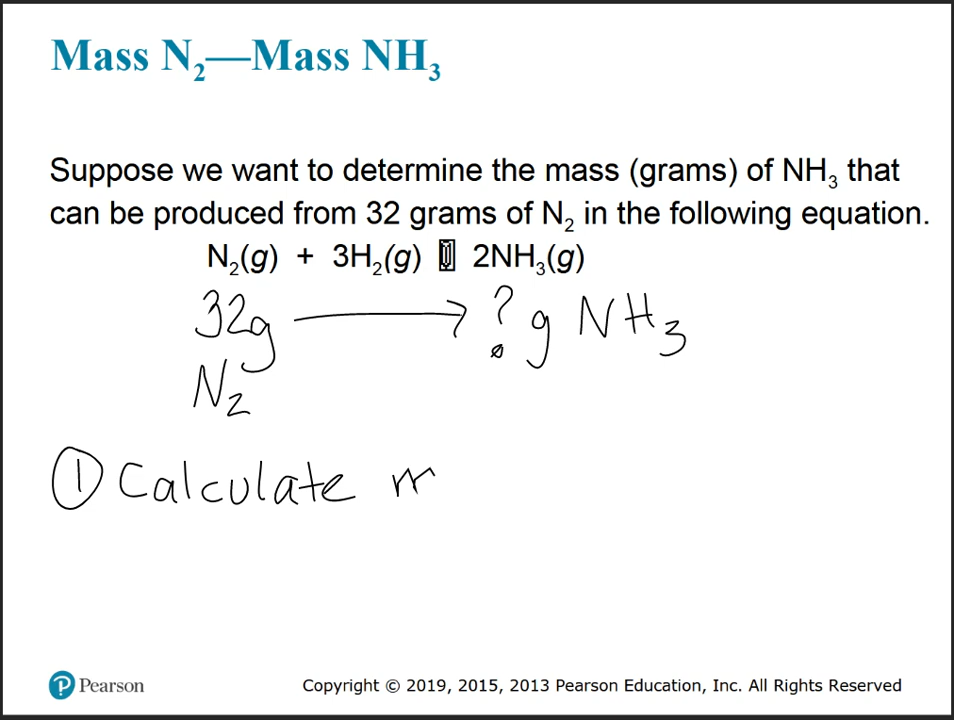 Mass N₂—Mass NH₃
Suppose we want to determine the mass (grams) of NH₃ that
can be produced from 32 grams of N₂ in the following equation.
N₂(g) + 3H₂(g) 2NH₃(g)
32g → ? g NH₃
N₂
① Calculate m
Pearson
Copyright © 2019, 2015, 2013 Pearson Education, Inc. All Rights Reserved